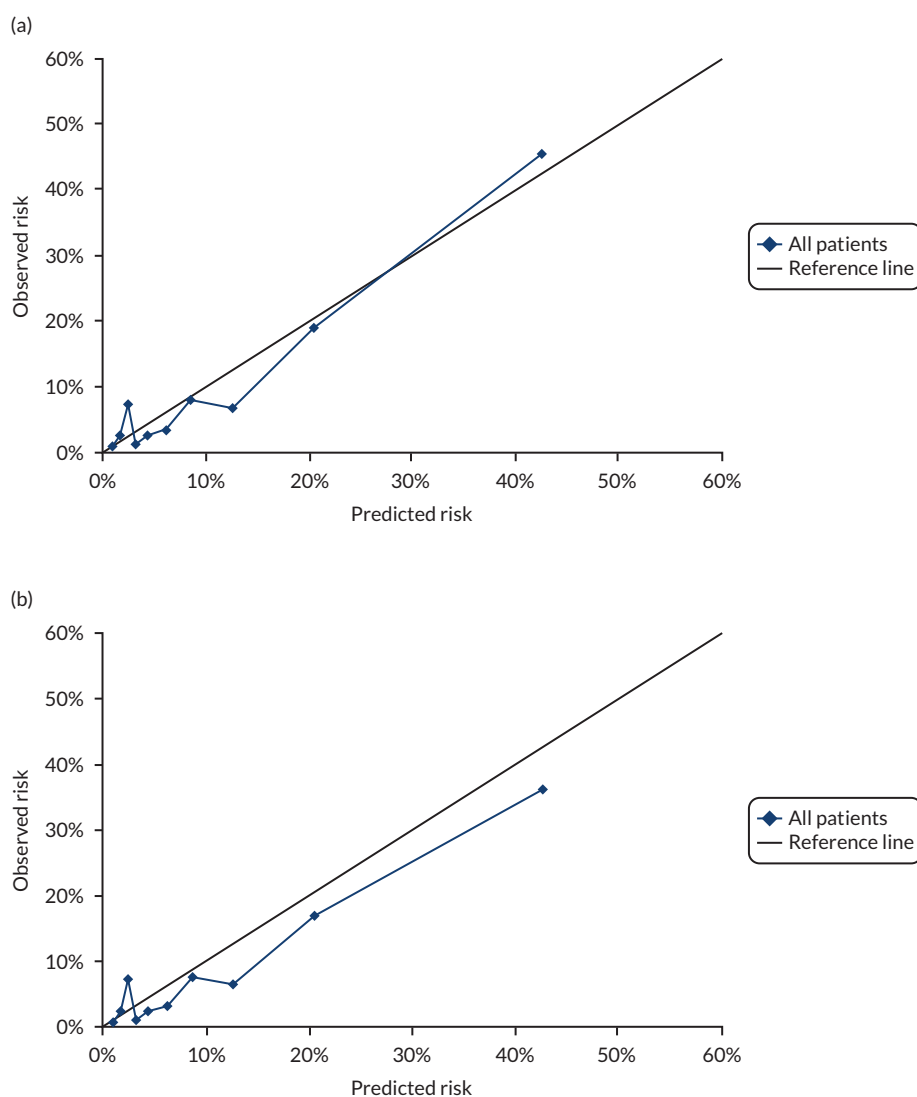 (a)
60%
50%
40%
30%
20%
10%
0%
Observed risk
0% 10% 20% 30% 40% 50% 60%
Predicted risk
All patients
Reference line
(b)
60%
50%
40%
30%
20%
10%
0%
Observed risk
0% 10% 20% 30% 40% 50% 60%
Predicted risk
All patients
Reference line